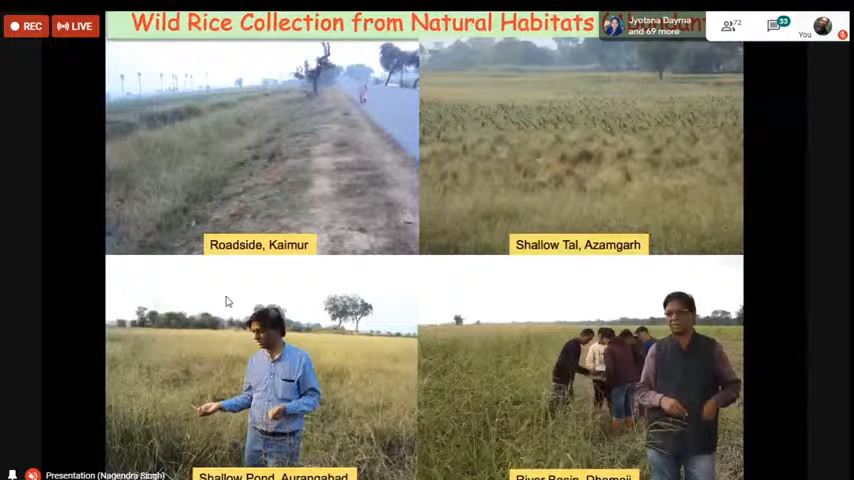 REC
LIVE
Wild Rice Collection from Natural Habitats
Jyotsna Dayma
and 69 more
72
33
You
Roadside, Kaimur
Shallow Tal, Azamgarh
Shallow Pond, Aurangabad
River Basin, Dhemaji
Presentation (Nagendra Singh)